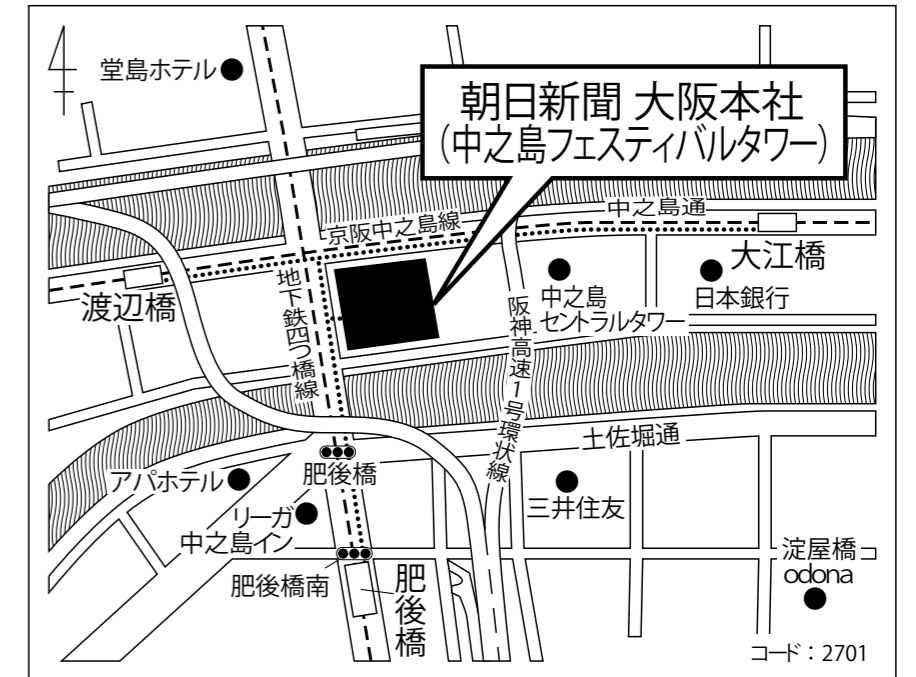 堂島ホテル
朝日新聞 大阪本社
(中之島フェスティバルタワー)
京阪中之島線
中之島通
大江橋
渡辺橋
地下鉄四つ橋線
中之島
セントラルタワー
日本銀行
阪神高速1号環状線
土佐堀通
アパホテル
肥後橋
三井住友
リーガ
中之島イン
肥後橋南
肥後橋
淀屋橋
odona
コード：2701